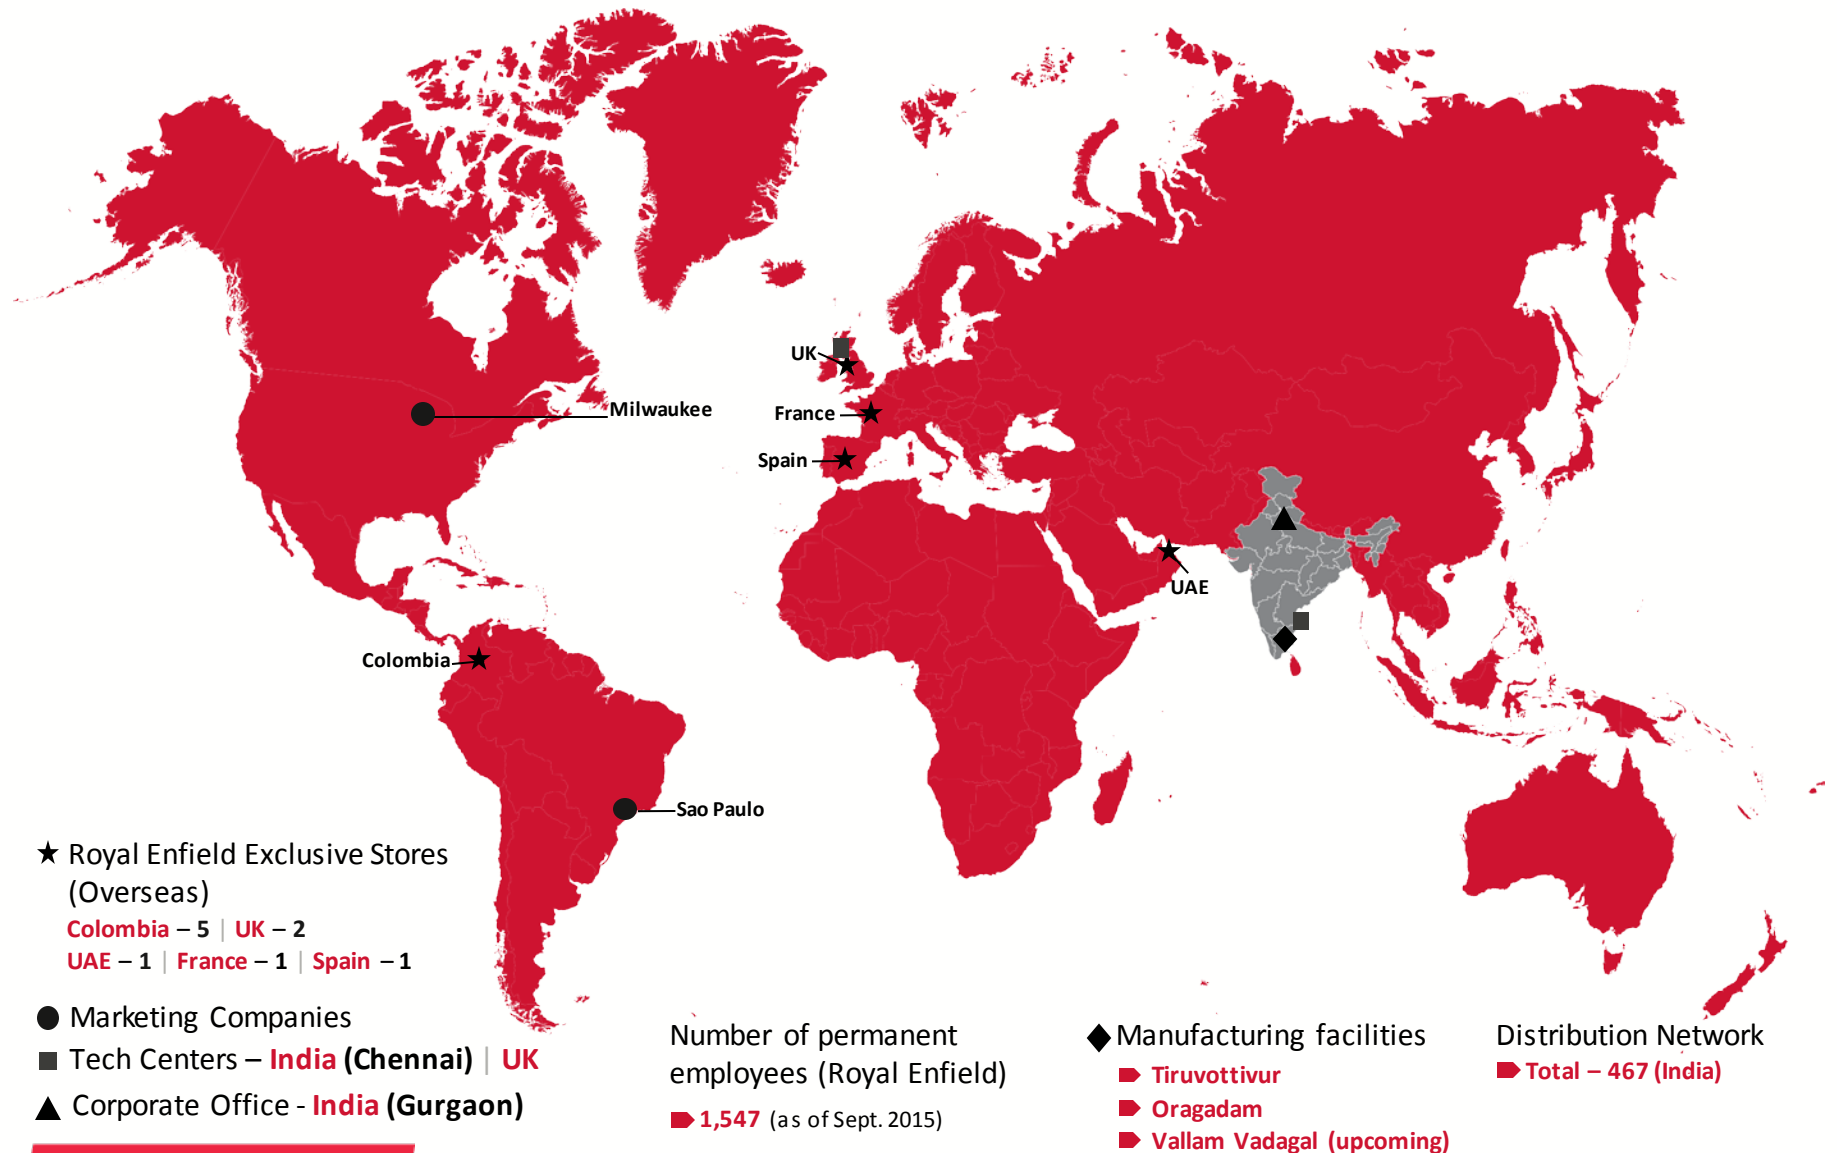 UK
Milwaukee
France
Spain
UAE
Colombia
Sao Paulo
Royal Enfield Exclusive Stores
(Overseas)
Colombia – 5 | UK – 2
UAE – 1 | France – 1 | Spain – 1
Marketing Companies
Tech Centers – India (Chennai) | UK
Corporate Office - India (Gurgaon)
Number of permanent
employees (Royal Enfield)
1,547 (as of Sept. 2015)
Manufacturing facilities
Tiruvottivur
Oragadam
Vallam Vadagal (upcoming)
Distribution Network
Total – 467 (India)